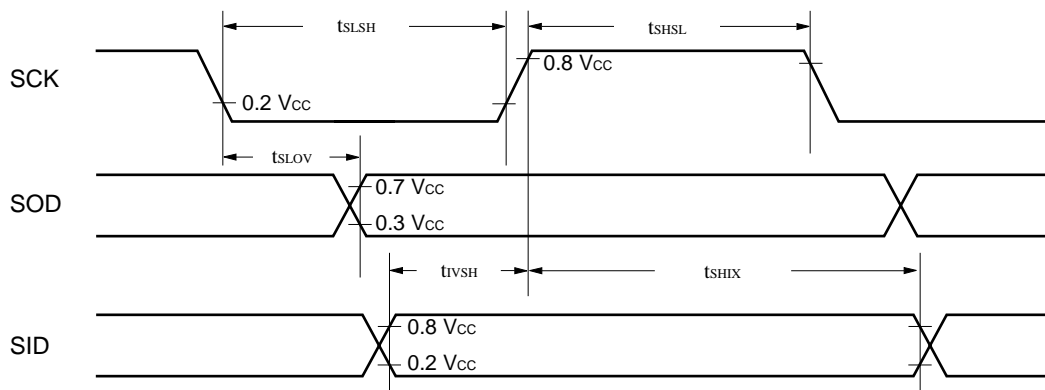 tSLSH
tSHSL
SCK
0.8 VCC
0.2 VCC
tSLOV
SOD
0.7 VCC
0.3 VCC
tIVSH
tSHIX
SID
0.8 VCC
0.2 VCC